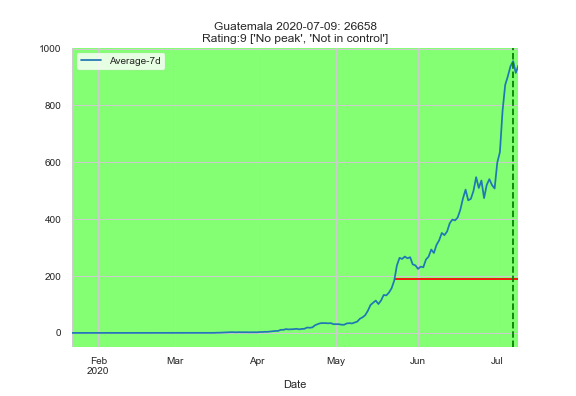 Guatemala 2020-07-09: 26658
Rating:9 ['No peak', 'Not in control']
Average-7d
1000
800
600
400
200
0
Feb
2020
Mar
Apr
May
Jun
Jul
Date